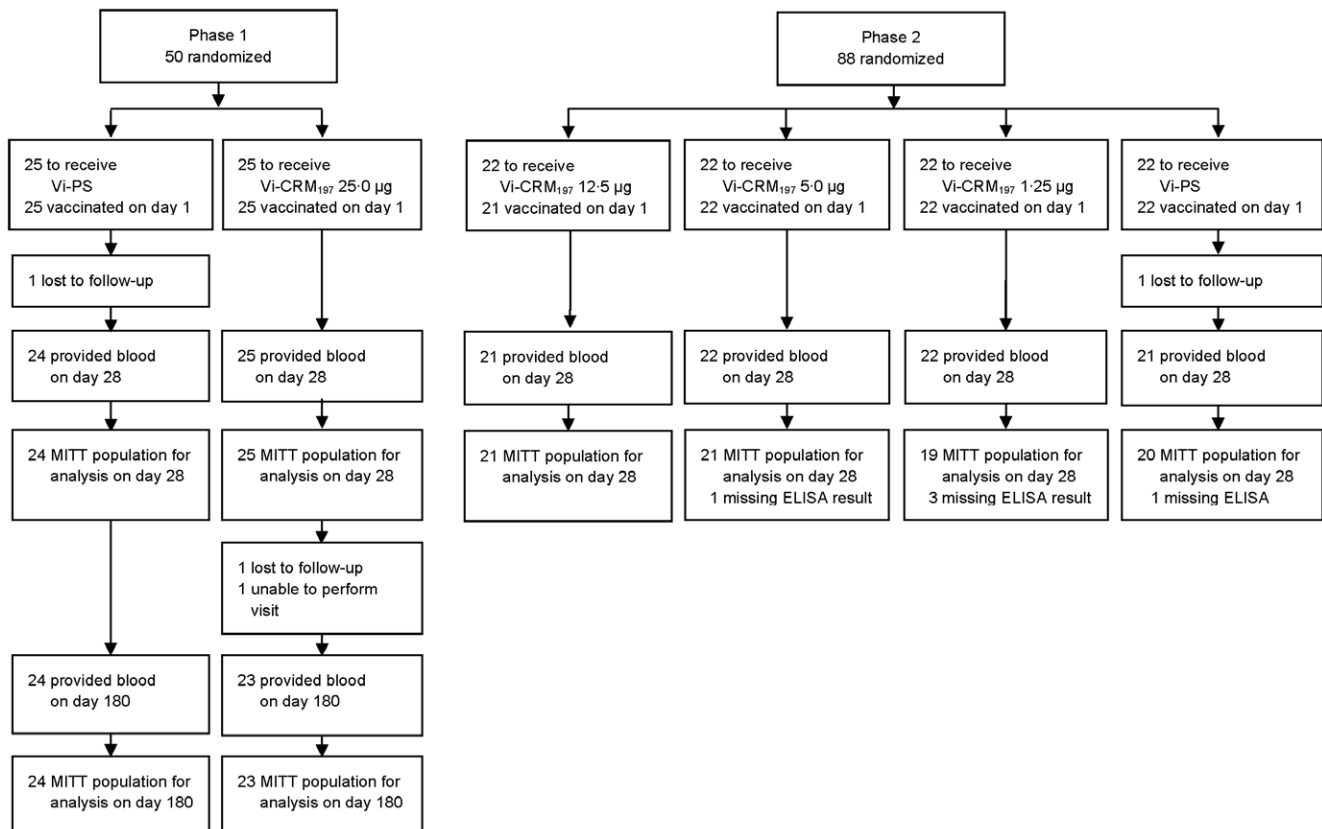 Phase 1
50 randomized
Phase 2
88 randomized
25 to receive
Vi-PS
25 vaccinated on day 1
25 to receive
Vi-CRM₁₉₇ 25·0 µg
25 vaccinated on day 1
22 to receive
Vi-CRM₁₉₇ 12·5 µg
21 vaccinated on day 1
22 to receive
Vi-CRM₁₉₇ 5·0 µg
22 vaccinated on day 1
22 to receive
Vi-CRM₁₉₇ 1·25 µg
22 vaccinated on day 1
22 to receive
Vi-PS
22 vaccinated on day 1
1 lost to follow-up
1 lost to follow-up
24 provided blood
on day 28
25 provided blood
on day 28
21 provided blood
on day 28
22 provided blood
on day 28
22 provided blood
on day 28
21 provided blood
on day 28
24 MITT population for
analysis on day 28
25 MITT population for
analysis on day 28
21 MITT population for
analysis on day 28
21 MITT population for
analysis on day 28
1 missing ELISA result
19 MITT population for
analysis on day 28
3 missing ELISA result
20 MITT population for
analysis on day 28
1 missing ELISA
1 lost to follow-up
1 unable to perform
visit
24 provided blood
on day 180
23 provided blood
on day 180
24 MITT population for
analysis on day 180
23 MITT population for
analysis on day 180